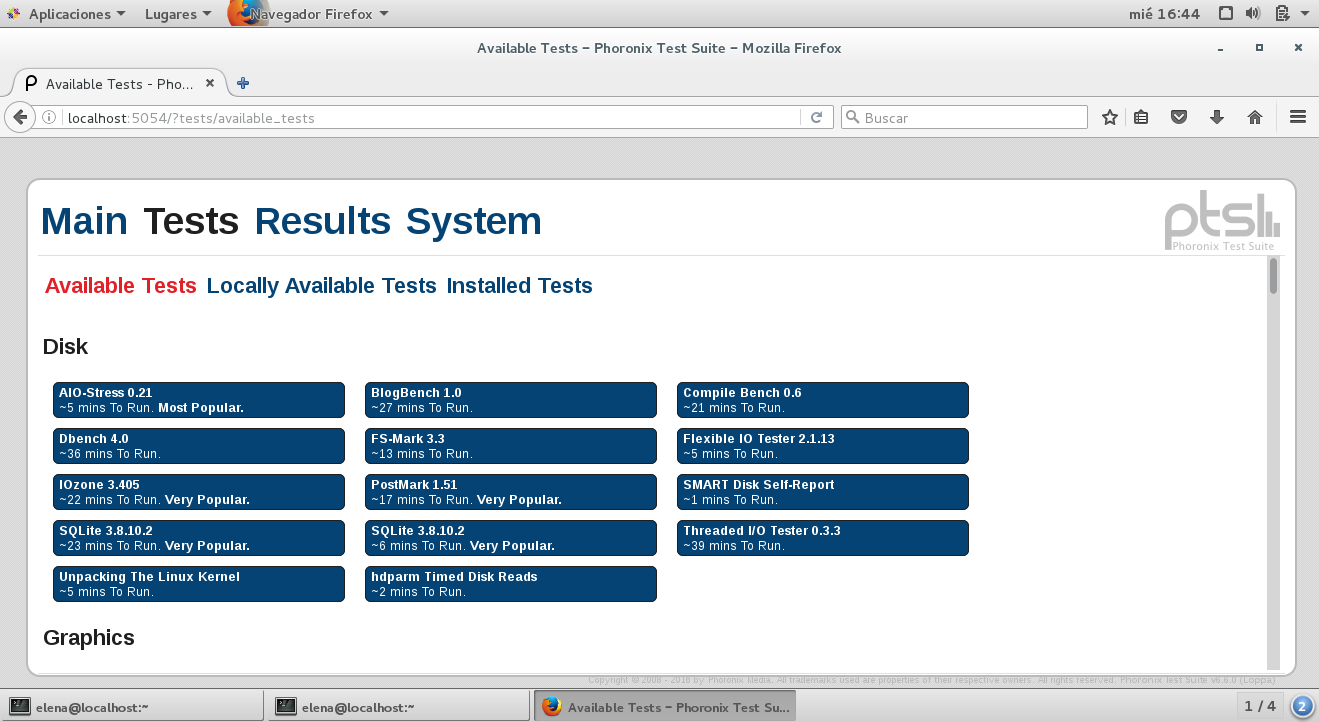 Aplicaciones Lugares Navegador Firefox mié 16:44
Available Tests – Phoronix Test Suite – Mozilla Firefox
Available Tests - Pho...
localhost:5054/?tests/available_tests Buscar
Main Tests Results System
pts
Phoronix Test Suite
Available Tests Locally Available Tests Installed Tests
Disk
AIO-Stress 0.21
~5 mins To Run. Most Popular.
BlogBench 1.0
~27 mins To Run.
Compile Bench 0.6
~21 mins To Run.
Dbench 4.0
~36 mins To Run.
FS-Mark 3.3
~13 mins To Run.
Flexible IO Tester 2.1.13
~5 mins To Run.
IOzone 3.405
~22 mins To Run. Very Popular.
PostMark 1.51
~17 mins To Run. Very Popular.
SMART Disk Self-Report
~1 mins To Run.
SQLite 3.8.10.2
~23 mins To Run. Very Popular.
SQLite 3.8.10.2
~6 mins To Run. Very Popular.
Threaded I/O Tester 0.3.3
~39 mins To Run.
Unpacking The Linux Kernel
~5 mins To Run.
hdparm Timed Disk Reads
~2 mins To Run.
Graphics
Copyright © 2008 - 2016 by Phoronix Media. All trademarks used are properties of their respective owners. All rights reserved. Phoronix Test Suite v6.6.0 (Loppa)
elena@localhost:~ elena@localhost:~ Available Tests – Phoronix Test Su... 1 / 4 2